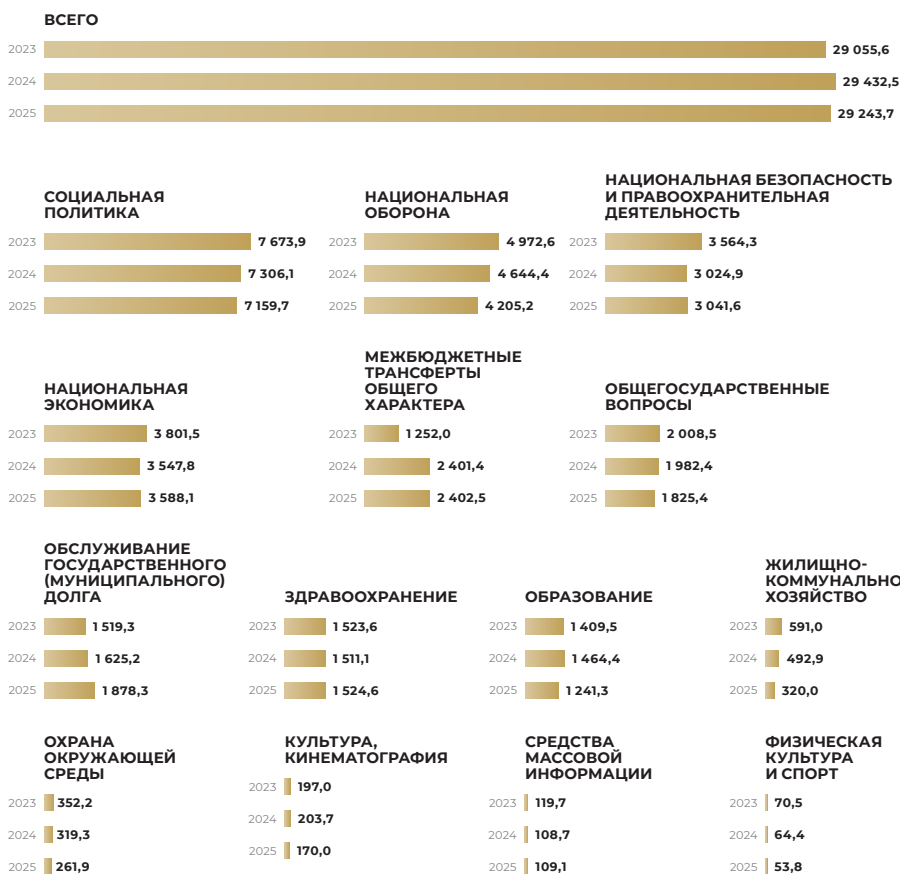 ВСЕГО
2023 29 055,6
2024 29 432,5
2025 29 243,7
СОЦИАЛЬНАЯ
ПОЛИТИКА
2023 7 673,9
2024 7 306,1
2025 7 159,7
НАЦИОНАЛЬНАЯ
ОБОРОНА
2023 4 972,6
2024 4 644,4
2025 4 205,2
НАЦИОНАЛЬНАЯ БЕЗОПАСНОСТЬ
И ПРАВООХРАНИТЕЛЬНАЯ
ДЕЯТЕЛЬНОСТЬ
2023 3 564,3
2024 3 024,9
2025 3 041,6
НАЦИОНАЛЬНАЯ
ЭКОНОМИКА
2023 3 801,5
2024 3 547,8
2025 3 588,1
МЕЖБЮДЖЕТНЫЕ
ТРАНСФЕРТЫ
ОБЩЕГО
ХАРАКТЕРА
2023 1 252,0
2024 2 401,4
2025 2 402,5
ОБЩЕГОСУДАРСТВЕННЫЕ
ВОПРОСЫ
2023 2 008,5
2024 1 982,4
2025 1 825,4
ОБСЛУЖИВАНИЕ
ГОСУДАРСТВЕННОГО
(МУНИЦИПАЛЬНОГО)
ДОЛГА
2023 1 519,3
2024 1 625,2
2025 1 878,3
ЗДРАВООХРАНЕНИЕ
2023 1 523,6
2024 1 511,1
2025 1 524,6
ОБРАЗОВАНИЕ
2023 1 409,5
2024 1 464,4
2025 1 241,3
ЖИЛИЩНО-
КОММУНАЛЬНО
ХОЗЯЙСТВО
2023 591,0
2024 492,9
2025 320,0
ОХРАНА
ОКРУЖАЮЩЕЙ
СРЕДЫ
2023 352,2
2024 319,3
2025 261,9
КУЛЬТУРА,
КИНЕМАТОГРАФИЯ
2023 197,0
2024 203,7
2025 170,0
СРЕДСТВА
МАССОВОЙ
ИНФОРМАЦИИ
2023 119,7
2024 108,7
2025 109,1
ФИЗИЧЕСКАЯ
КУЛЬТУРА
И СПОРТ
2023 70,5
2024 64,4
2025 53,8